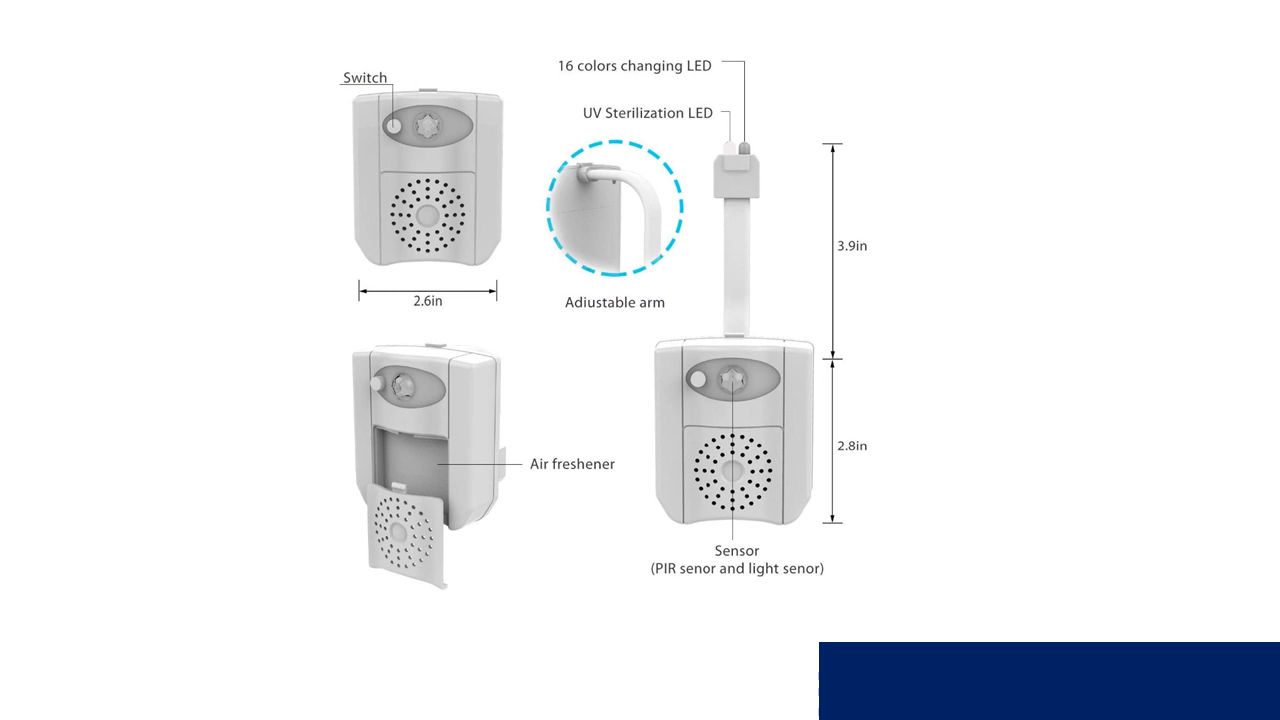 16 colors changing LED
Switch
UV Sterilization LED
3.9in
2.6in
Adiustable arm
2.8in
Air freshener
Sensor
(PIR senor and light senor)